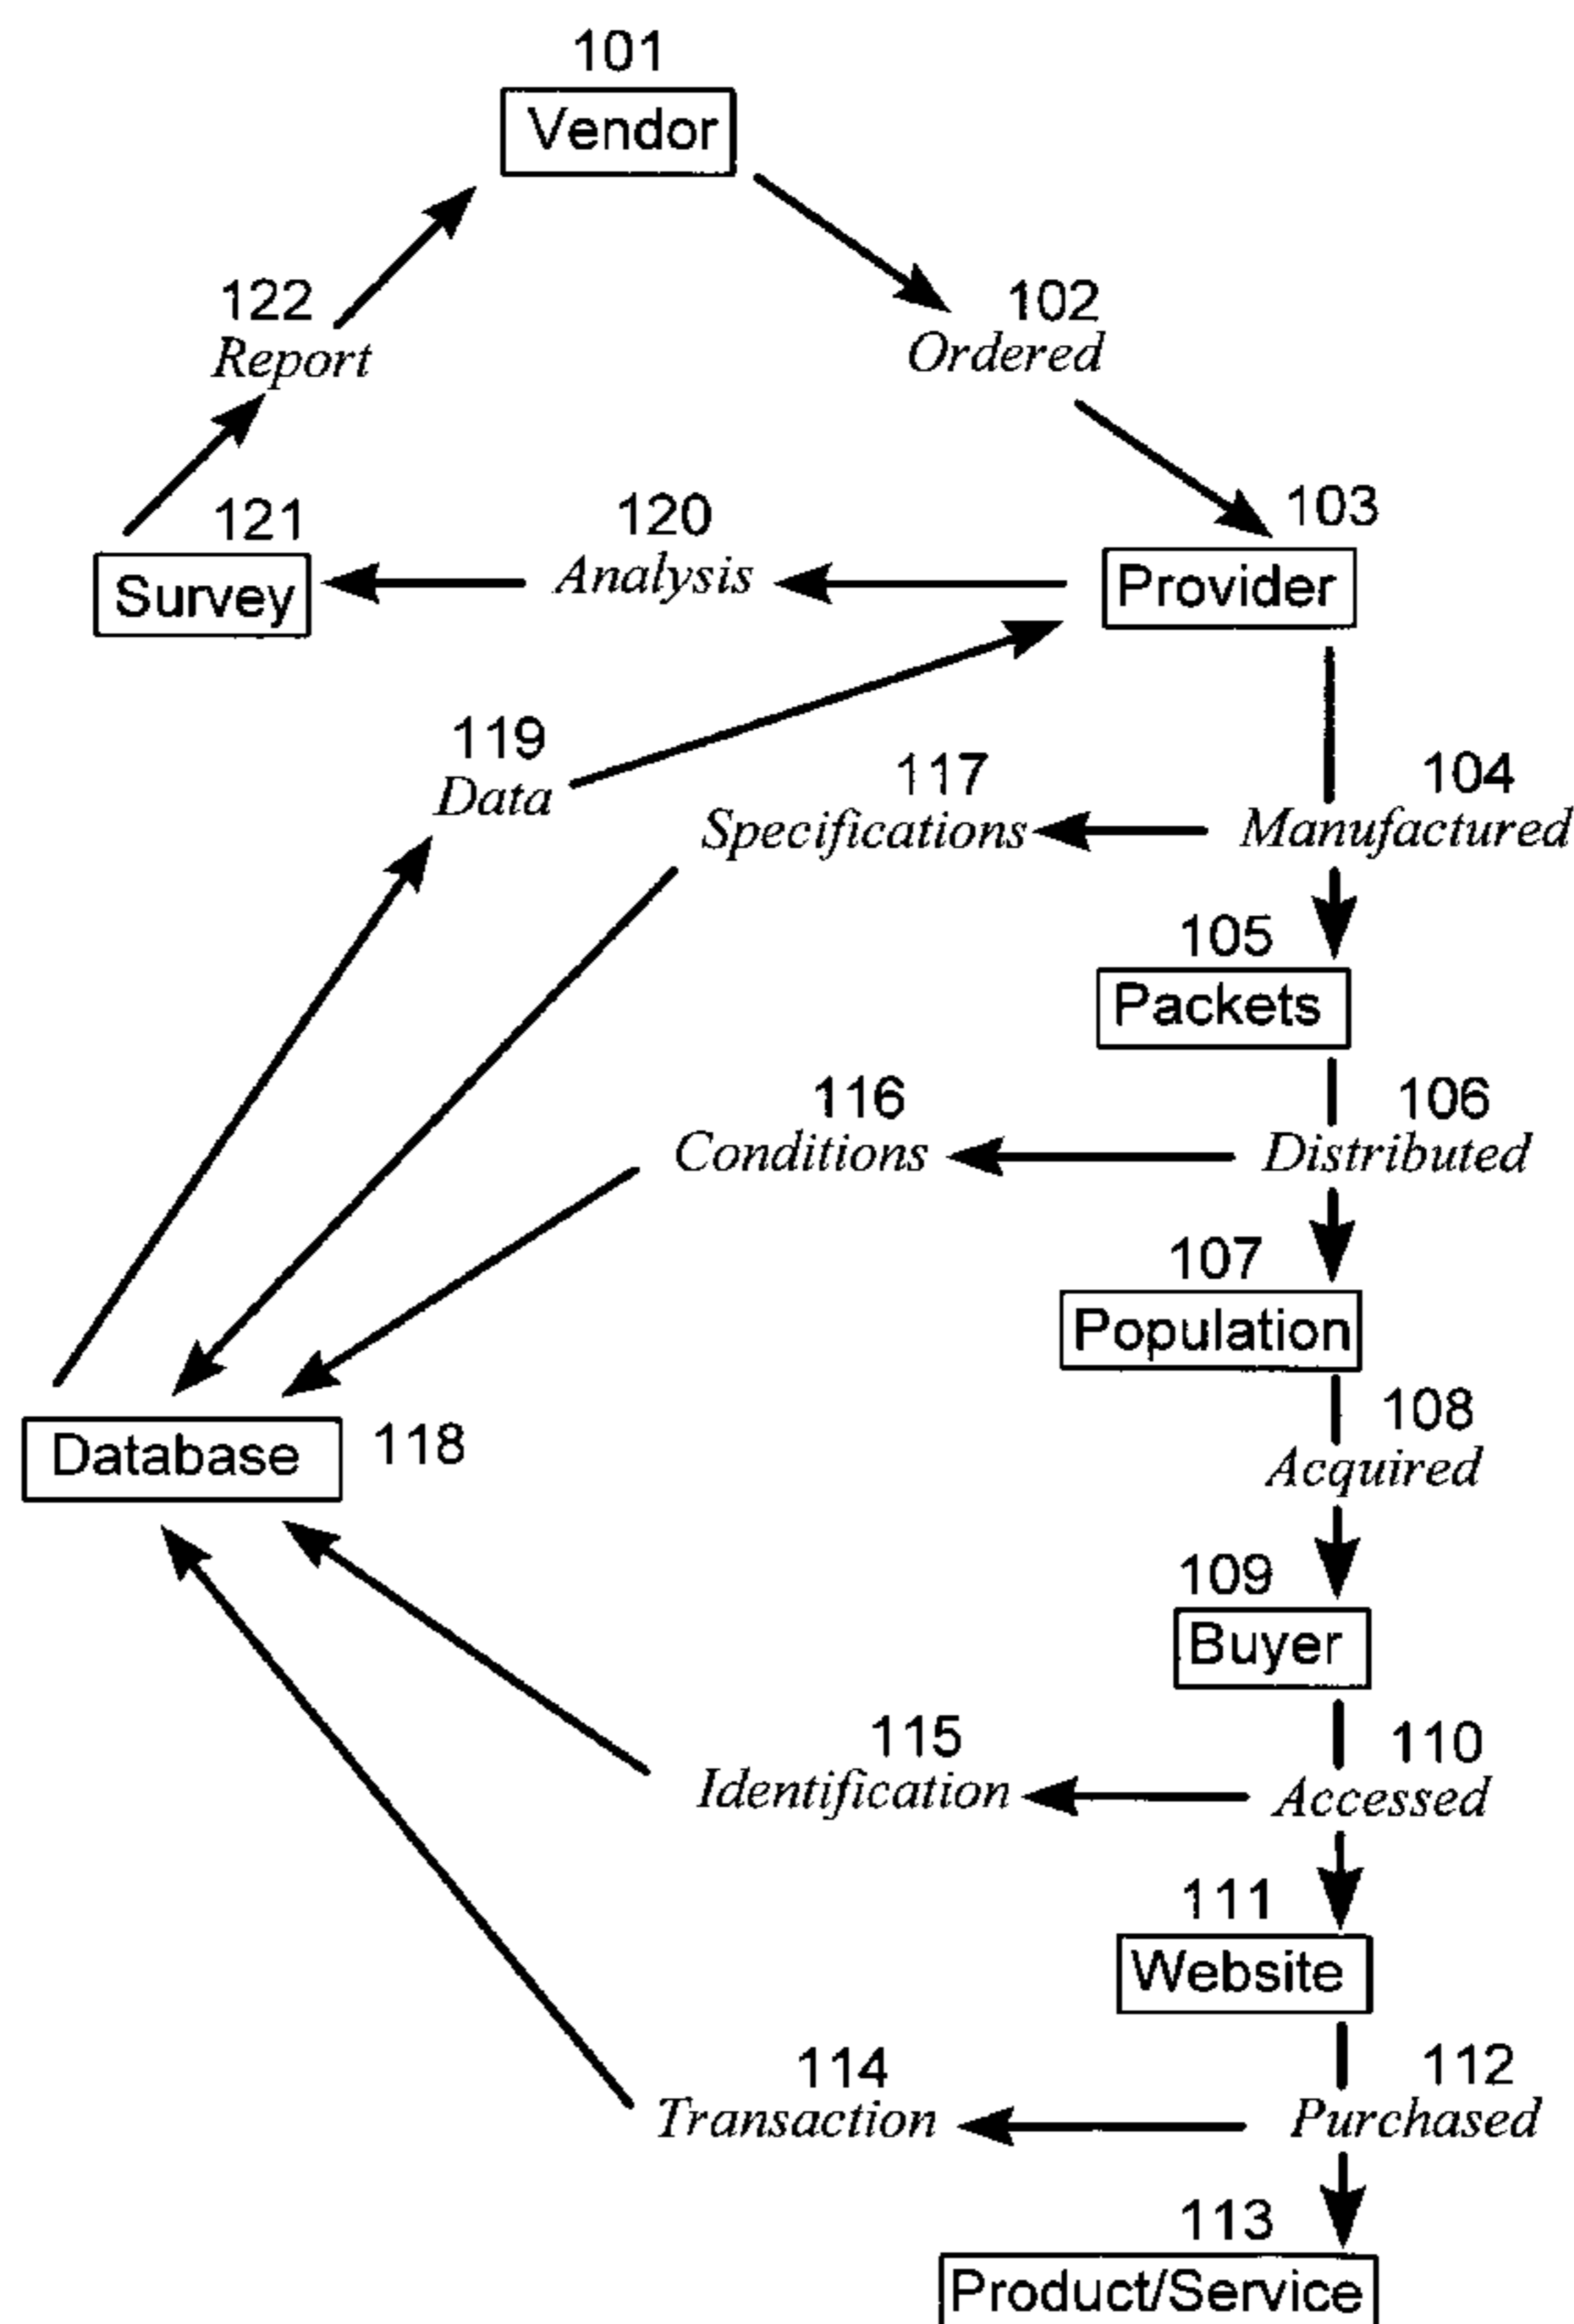 101
Vendor
122
Report
102
Ordered
121
Survey
120
Analysis
103
Provider
119
Data
117
Specifications
104
Manufactured
105
Packets
116
Conditions
106
Distributed
107
Population
118
Database
108
Acquired
109
Buyer
115
Identification
110
Accessed
111
Website
114
Transaction
112
Purchased
113
Product/Service